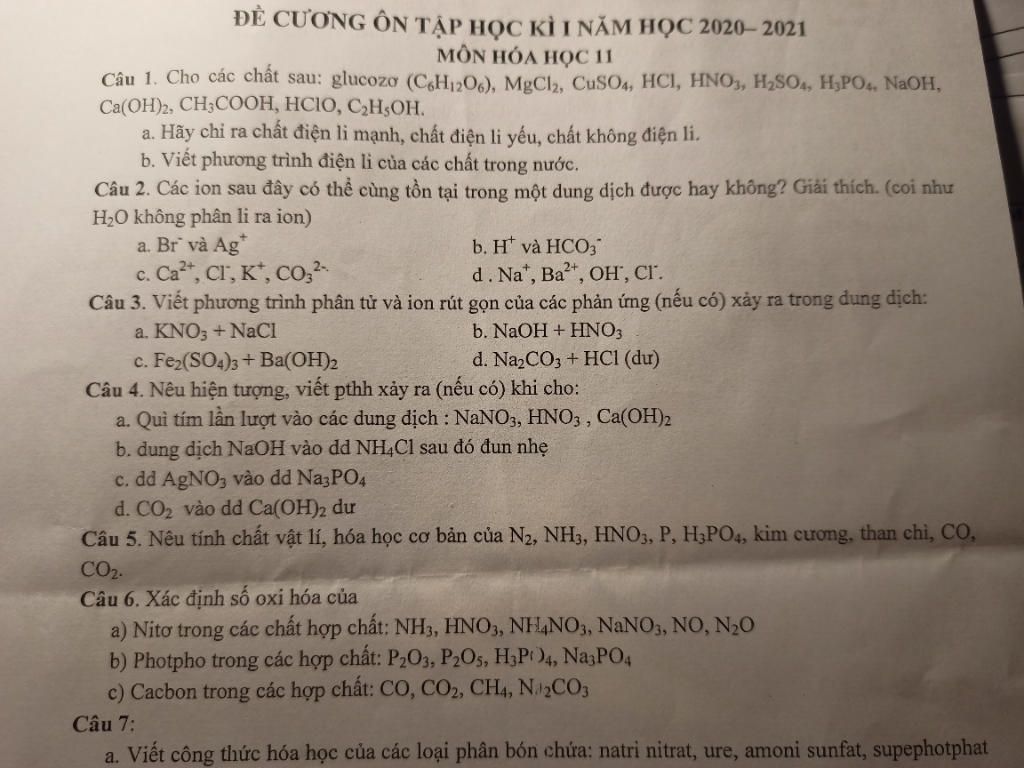 ĐỀ CƯƠNG ÔN TẬP HỌC KÌ I NĂM HỌC 2020– 2021
MÔN HÓA HỌC 11
Câu 1. Cho các chất sau: glucozơ (C₆H₁₂O₆), MgCl₂, CuSO₄, HCl, HNO₃, H₂SO₄, H₃PO₄, NaOH,
Ca(OH)₂, CH₃COOH, HClO, C₂H₅OH.
a. Hãy chỉ ra chất điện li mạnh, chất điện li yếu, chất không điện li.
b. Viết phương trình điện li của các chất trong nước.
Câu 2. Các ion sau đây có thể cùng tồn tại trong một dung dịch được hay không? Giải thích. (coi như
H₂O không phân li ra ion)
a. Br⁻ và Ag⁺ b. H⁺ và HCO₃⁻
c. Ca²⁺, Cl⁻, K⁺, CO₃²⁻. d . Na⁺, Ba²⁺, OH⁻, Cl⁻.
Câu 3. Viết phương trình phân tử và ion rút gọn của các phản ứng (nếu có) xảy ra trong dung dịch:
a. KNO₃ + NaCl b. NaOH + HNO₃
c. Fe₂(SO₄)₃ + Ba(OH)₂ d. Na₂CO₃ + HCl (dư)
Câu 4. Nêu hiện tượng, viết pthh xảy ra (nếu có) khi cho:
a. Quì tím lần lượt vào các dung dịch : NaNO₃, HNO₃ , Ca(OH)₂
b. dung dịch NaOH vào dd NH₄Cl sau đó đun nhẹ
c. dd AgNO₃ vào dd Na₃PO₄
d. CO₂ vào dd Ca(OH)₂ dư
Câu 5. Nêu tính chất vật lí, hóa học cơ bản của N₂, NH₃, HNO₃, P, H₃PO₄, kim cương, than chì, CO,
CO₂.
Câu 6. Xác định số oxi hóa của
a) Nitơ trong các chất hợp chất: NH₃, HNO₃, NH₄NO₃, NaNO₃, NO, N₂O
b) Photpho trong các hợp chất: P₂O₃, P₂O₅, H₃PO₄, Na₃PO₄
c) Cacbon trong các hợp chất: CO, CO₂, CH₄, Na₂CO₃
Câu 7:
a. Viết công thức hóa học của các loại phân bón chứa: natri nitrat, ure, amoni sunfat, supephotphat